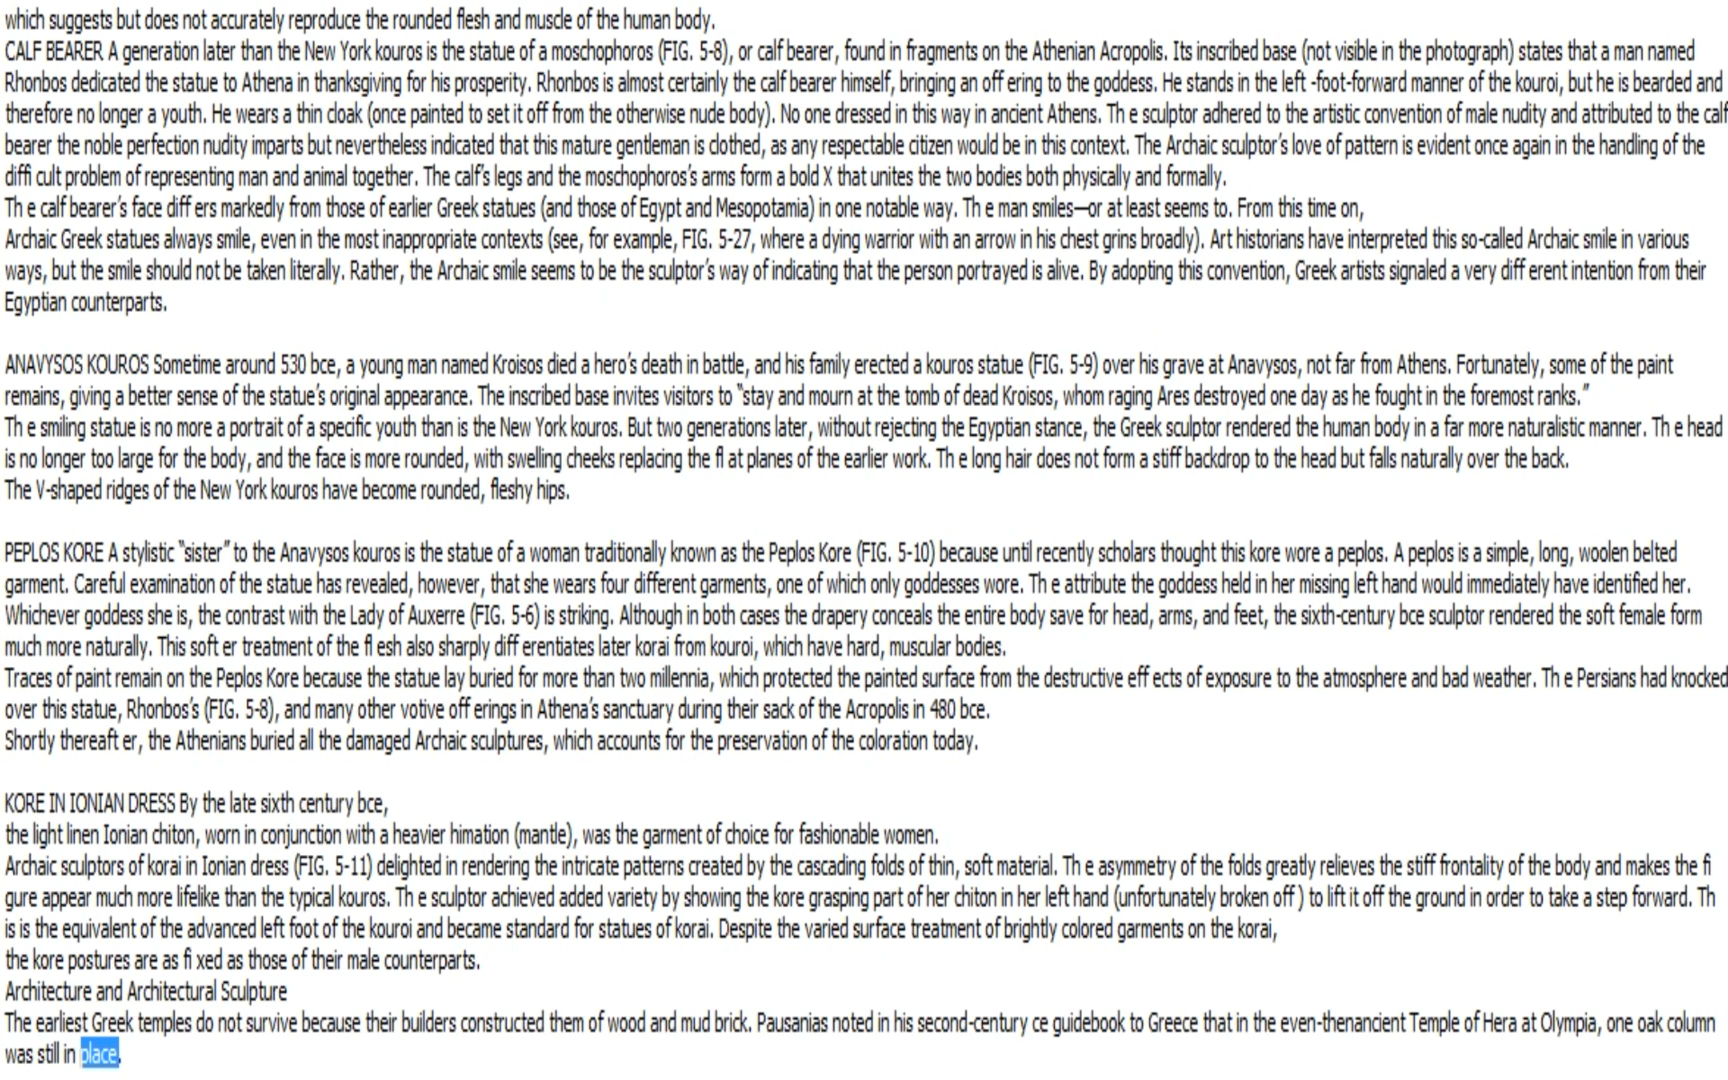 which suggests but does not accurately reproduce the rounded flesh and muscle of the human body.
CALF BEARER A generation later than the New York kouros is the statue of a moschophoros (FIG. 5-8), or calf bearer, found in fragments on the Athenian Acropolis. Its inscribed base (not visible in the photograph) states that a man named
Rhonbos dedicated the statue to Athena in thanksgiving for his prosperity. Rhonbos is almost certainly the calf bearer himself, bringing an off ering to the goddess. He stands in the left -foot-forward manner of the kouroi, but he is bearded and
therefore no longer a youth. He wears a thin cloak (once painted to set it off from the otherwise nude body). No one dressed in this way in ancient Athens. Th e sculptor adhered to the artistic convention of male nudity and attributed to the calf
bearer the noble perfection nudity imparts but nevertheless indicated that this mature gentleman is clothed, as any respectable citizen would be in this context. The Archaic sculptor's love of pattern is evident once again in the handling of the
diffi cult problem of representing man and animal together. The calf's legs and the moschophoros's arms form a bold X that unites the two bodies both physically and formally.
Th e calf bearer's face diff ers markedly from those of earlier Greek statues (and those of Egypt and Mesopotamia) in one notable way. Th e man smiles—or at least seems to. From this time on,
Archaic Greek statues always smile, even in the most inappropriate contexts (see, for example, FIG. 5-27, where a dying warrior with an arrow in his chest grins broadly). Art historians have interpreted this so-called Archaic smile in various
ways, but the smile should not be taken literally. Rather, the Archaic smile seems to be the sculptor's way of indicating that the person portrayed is alive. By adopting this convention, Greek artists signaled a very diff erent intention from their
Egyptian counterparts.
ANAVYSOS KOUROS Sometime around 530 bce, a young man named Kroisos died a hero's death in battle, and his family erected a kouros statue (FIG. 5-9) over his grave at Anavysos, not far from Athens. Fortunately, some of the paint
remains, giving a better sense of the statue's original appearance. The inscribed base invites visitors to "stay and mourn at the tomb of dead Kroisos, whom raging Ares destroyed one day as he fought in the foremost ranks."
Th e smiling statue is no more a portrait of a specific youth than is the New York kouros. But two generations later, without rejecting the Egyptian stance, the Greek sculptor rendered the human body in a far more naturalistic manner. Th e head
is no longer too large for the body, and the face is more rounded, with swelling cheeks replacing the fl at planes of the earlier work. Th e long hair does not form a stiff backdrop to the head but falls naturally over the back.
The V-shaped ridges of the New York kouros have become rounded, fleshy hips.
PEPLOS KORE A stylistic "sister" to the Anavysos kouros is the statue of a woman traditionally known as the Peplos Kore (FIG. 5-10) because until recently scholars thought this kore wore a peplos. A peplos is a simple, long, woolen belted
garment. Careful examination of the statue has revealed, however, that she wears four different garments, one of which only goddesses wore. Th e attribute the goddess held in her missing left hand would immediately have identified her.
Whichever goddess she is, the contrast with the Lady of Auxerre (FIG. 5-6) is striking. Although in both cases the drapery conceals the entire body save for head, arms, and feet, the sixth-century bce sculptor rendered the soft female form
much more naturally. This soft er treatment of the fl esh also sharply diff erentiates later korai from kouroi, which have hard, muscular bodies.
Traces of paint remain on the Peplos Kore because the statue lay buried for more than two millennia, which protected the painted surface from the destructive eff ects of exposure to the atmosphere and bad weather. Th e Persians had knocked
over this statue, Rhonbos's (FIG. 5-8), and many other votive off erings in Athena's sanctuary during their sack of the Acropolis in 480 bce.
Shortly thereaft er, the Athenians buried all the damaged Archaic sculptures, which accounts for the preservation of the coloration today.
KORE IN IONIAN DRESS By the late sixth century bce,
the light linen Ionian chiton, worn in conjunction with a heavier himation (mantle), was the garment of choice for fashionable women.
Archaic sculptors of korai in Ionian dress (FIG. 5-11) delighted in rendering the intricate patterns created by the cascading folds of thin, soft material. Th e asymmetry of the folds greatly relieves the stiff frontality of the body and makes the fi
gure appear much more lifelike than the typical kouros. Th e sculptor achieved added variety by showing the kore grasping part of her chiton in her left hand (unfortunately broken off ) to lift it off the ground in order to take a step forward. Th
is is the equivalent of the advanced left foot of the kouroi and became standard for statues of korai. Despite the varied surface treatment of brightly colored garments on the korai,
the kore postures are as fi xed as those of their male counterparts.
Architecture and Architectural Sculpture
The earliest Greek temples do not survive because their builders constructed them of wood and mud brick. Pausanias noted in his second-century ce guidebook to Greece that in the even-thenancient Temple of Hera at Olympia, one oak column
was still in place.